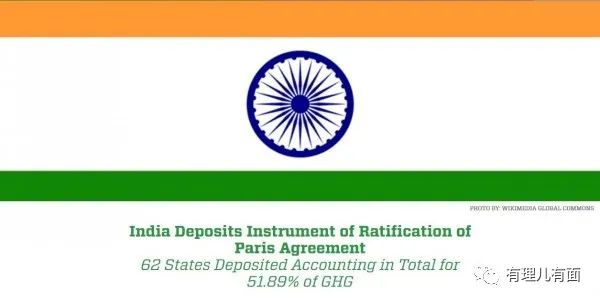 PHOTO BY: WIKIMEDIA GLOBAL COMMONS
India Deposits Instrument of Ratification of
Paris Agreement
62 States Deposited Accounting in Total for
51.89% of GHG
有理儿有面